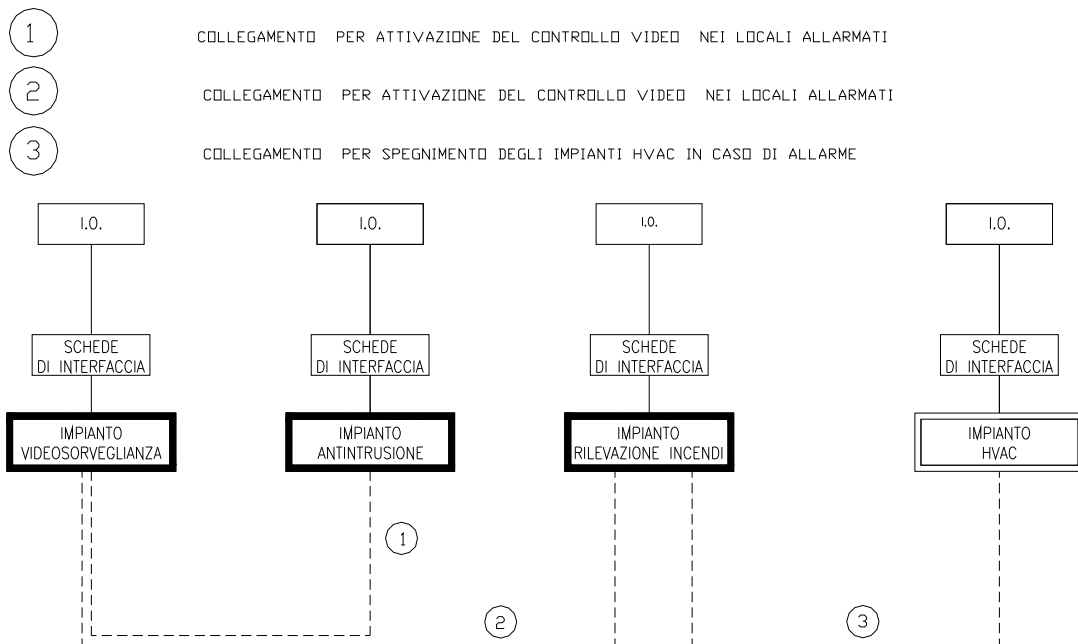 1 COLLEGAMENTO PER ATTIVAZIONE DEL CONTROLLO VIDEO NEI LOCALI ALLARMATI
2 COLLEGAMENTO PER ATTIVAZIONE DEL CONTROLLO VIDEO NEI LOCALI ALLARMATI
3 COLLEGAMENTO PER SPEGNIMENTO DEGLI IMPIANTI HVAC IN CASO DI ALLARME
I.O.
I.O.
I.O.
I.O.
SCHEDE
DI INTERFACCIA
SCHEDE
DI INTERFACCIA
SCHEDE
DI INTERFACCIA
SCHEDE
DI INTERFACCIA
IMPIANTO
VIDEOSORVEGLIANZA
IMPIANTO
ANTINTRUSIONE
IMPIANTO
RILEVAZIONE INCENDI
IMPIANTO
HVAC
1
2
3